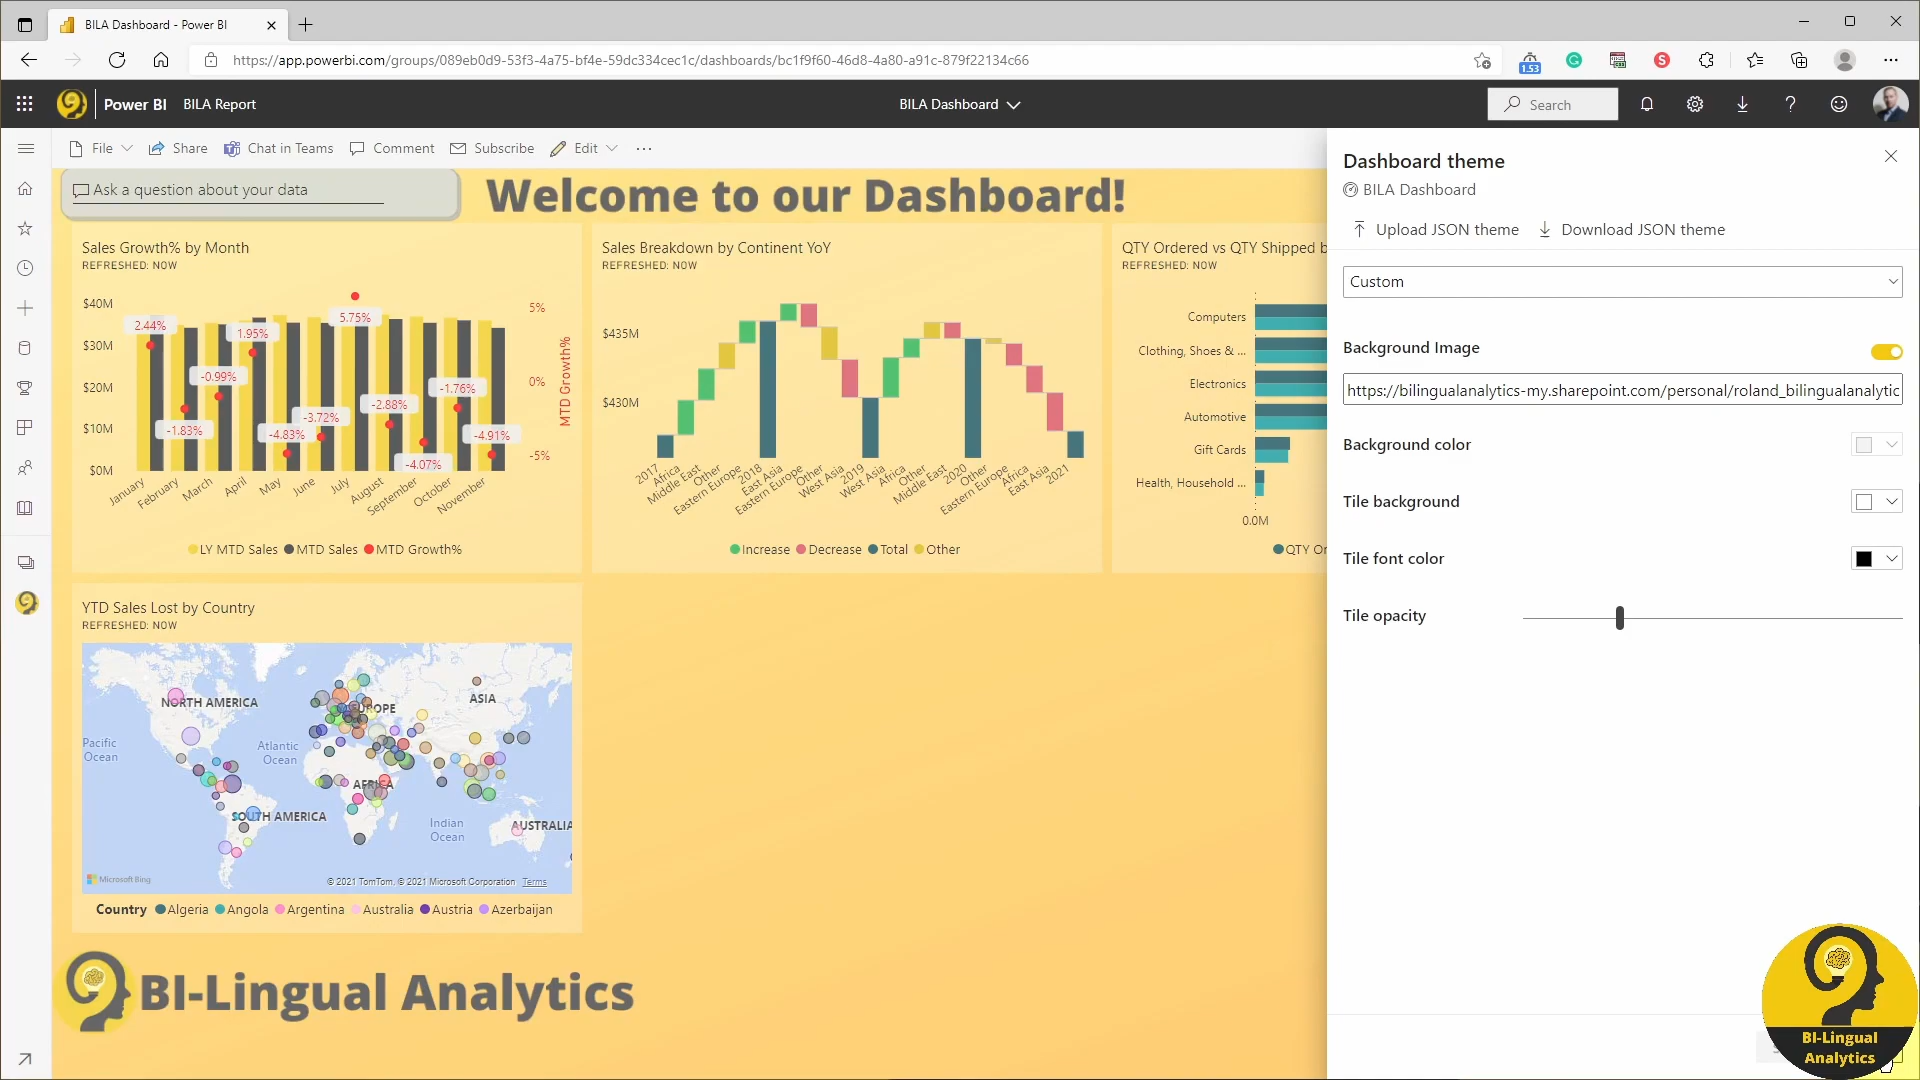 BILA Dashboard - Power BI
https://app.powerbi.com/groups/089eb0d9-53f3-4a75-bf4e-59dc334cec1c/dashboards/bc1f9f60-46d8-4a80-a91c-879f22134c66
1.53
Power BI BILA Report
BILA Dashboard
Search
File
Share
Chat in Teams
Comment
Subscribe
Edit
Ask a question about your data
Welcome to our Dashboard!
Sales Growth% by Month
REFRESHED: NOW
$40M
$30M
$20M
$10M
$0M
2.44%
-1.83%
-0.99%
1.95%
-4.83%
-3.72%
5.75%
-2.88%
-4.07%
-1.76%
-4.91%
5%
0%
-5%
MTD Growth%
January
February
March
April
May
June
July
August
September
October
November
LY MTD Sales
MTD Sales
MTD Growth%
Sales Breakdown by Continent YoY
REFRESHED: NOW
$435M
$430M
2017
Africa
Middle East
Other
Eastern Europe
2018
East Asia
Eastern Europe
Other
West Asia
2019
West Asia
Africa
Other
Middle East
2020
Other
Eastern Europe
Africa
East Asia
2021
Increase
Decrease
Total
Other
QTY Ordered vs QTY Shipped b
REFRESHED: NOW
Computers
Clothing, Shoes & ...
Electronics
Automotive
Gift Cards
Health, Household ...
0.0M
QTY Or
YTD Sales Lost by Country
REFRESHED: NOW
NORTH AMERICA
EUROPE
ASIA
Pacific
Ocean
Atlantic
Ocean
AFRICA
SOUTH AMERICA
Indian
Ocean
AUSTRALIA
Microsoft Bing
© 2021 TomTom, © 2021 Microsoft Corporation Terms
Country
Algeria
Angola
Argentina
Australia
Austria
Azerbaijan
BI-Lingual Analytics
Dashboard theme
BILA Dashboard
Upload JSON theme
Download JSON theme
Custom
Background Image
https://bilingualanalytics-my.sharepoint.com/personal/roland_bilingualanalytic
Background color
Tile background
Tile font color
Tile opacity
BI-Lingual
Analytics